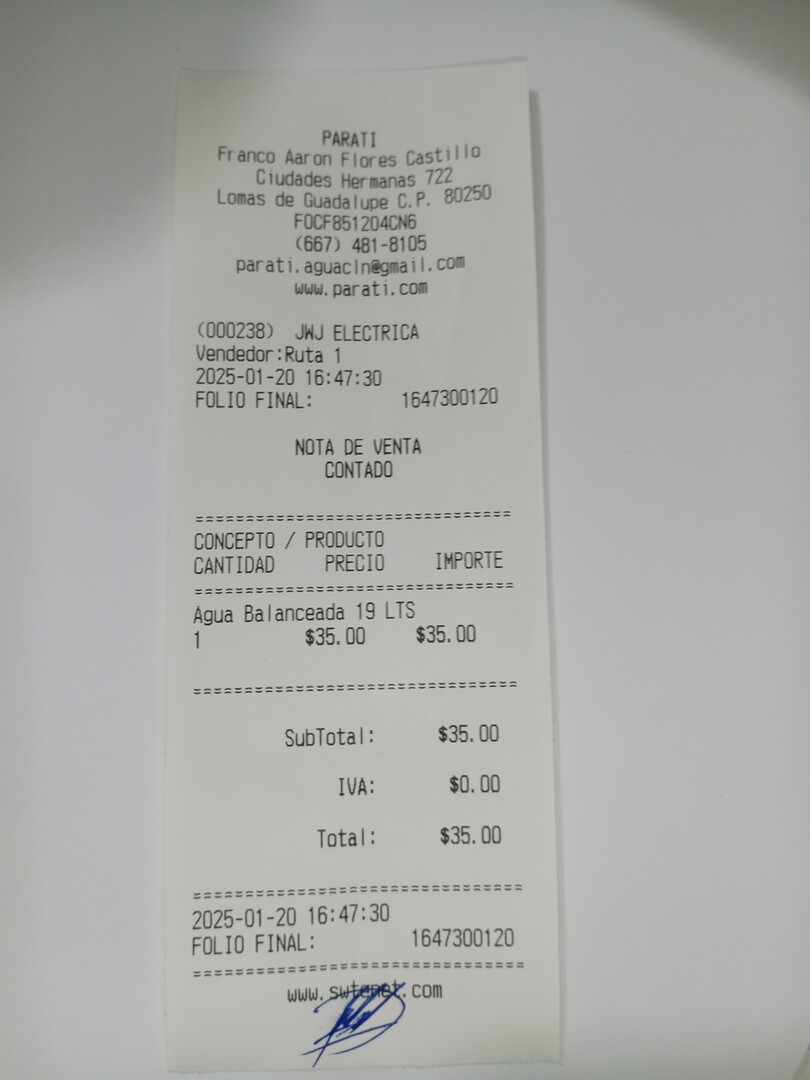 PARATI
Franco Aaron Flores Castillo
Ciudades Hermanas 722
Lomas de Guadalupe C.P. 80250
FOCF851204CN6
(667) 481-8105
parati.aguacln@gmail.com
www.parati.com
(000238) JWJ ELECTRICA
Vendedor:Ruta 1
2025-01-20 16:47:30
FOLIO FINAL: 1647300120
NOTA DE VENTA
CONTADO
===============================
CONCEPTO / PRODUCTO
CANTIDAD PRECIO IMPORTE
===============================
Agua Balanceada 19 LTS
1 $35.00 $35.00
===============================
SubTotal: $35.00
IVA: $0.00
Total: $35.00
===============================
2025-01-20 16:47:30
FOLIO FINAL: 1647300120
===============================
www.swtenet.com